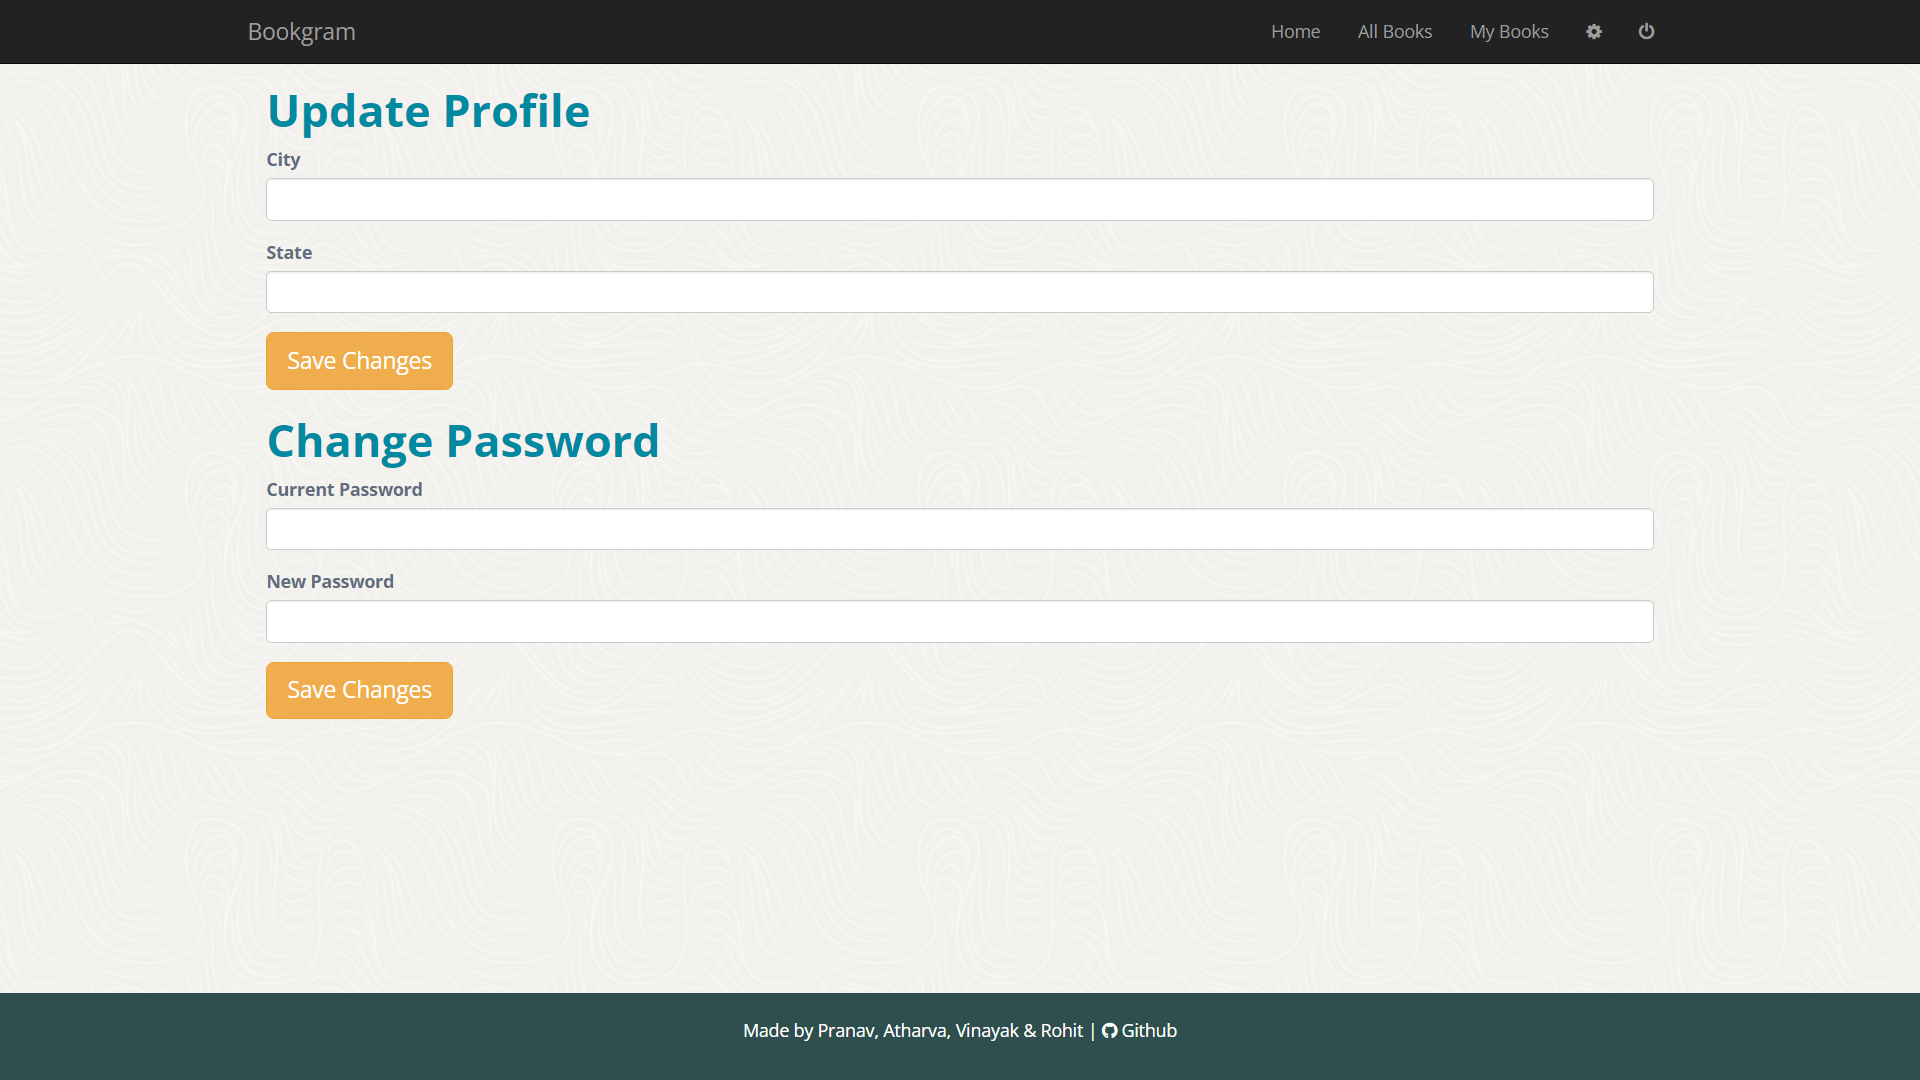 Bookgram
Home
All Books
My Books
Update Profile
City
State
Save Changes
Change Password
Current Password
New Password
Save Changes
Made by Pranav, Atharva, Vinayak & Rohit | Github